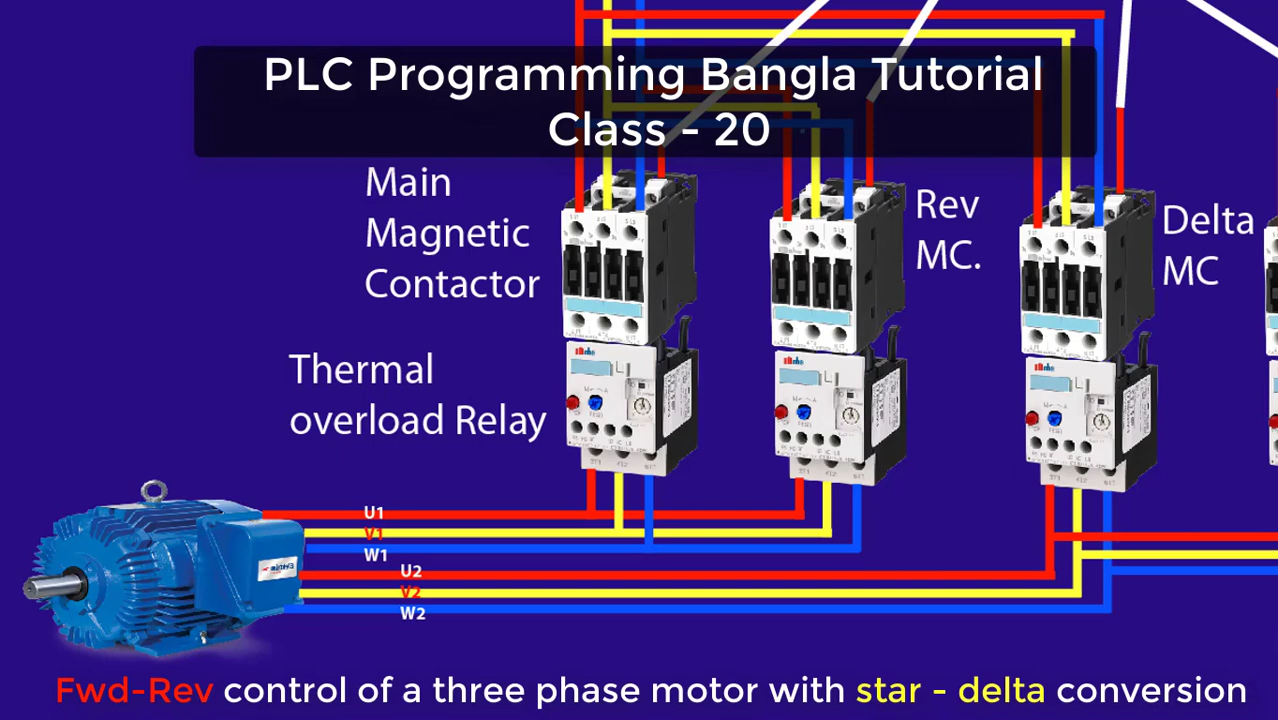 PLC Programming Bangla Tutorial
Class - 20
Main
Magnetic
Contactor
Rev
MC.
Delta
MC
Thermal
overload Relay
U1
V1
W1
U2
V2
W2
Fwd-Rev control of a three phase motor with star - delta conversion